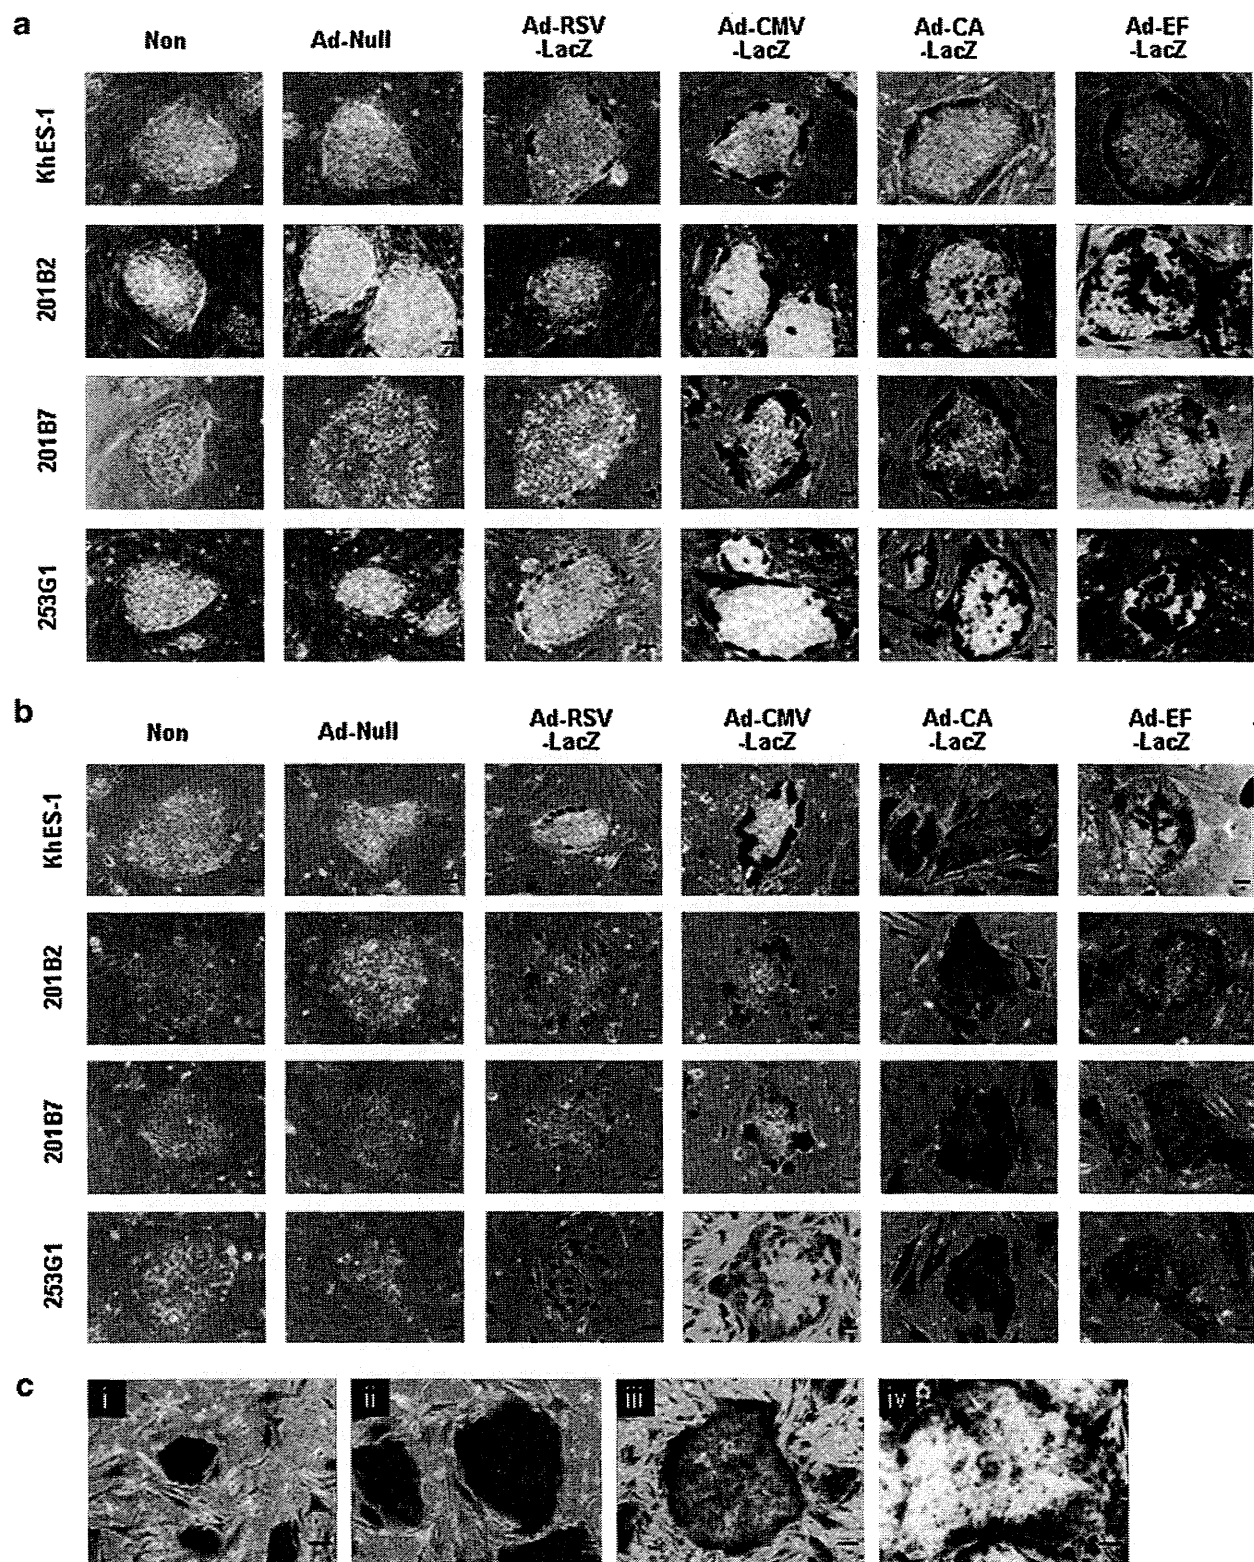 a
Non
Ad-Null
Ad-RSV
-LacZ
Ad-CMV
-LacZ
Ad-CA
-LacZ
Ad-EF
-LacZ
KhES-1
201B2
201B7
253G1
b
Non
Ad-Null
Ad-RSV
-LacZ
Ad-CMV
-LacZ
Ad-CA
-LacZ
Ad-EF
-LacZ
KhES-1
201B2
201B7
253G1
c
i
ii
iii
iv